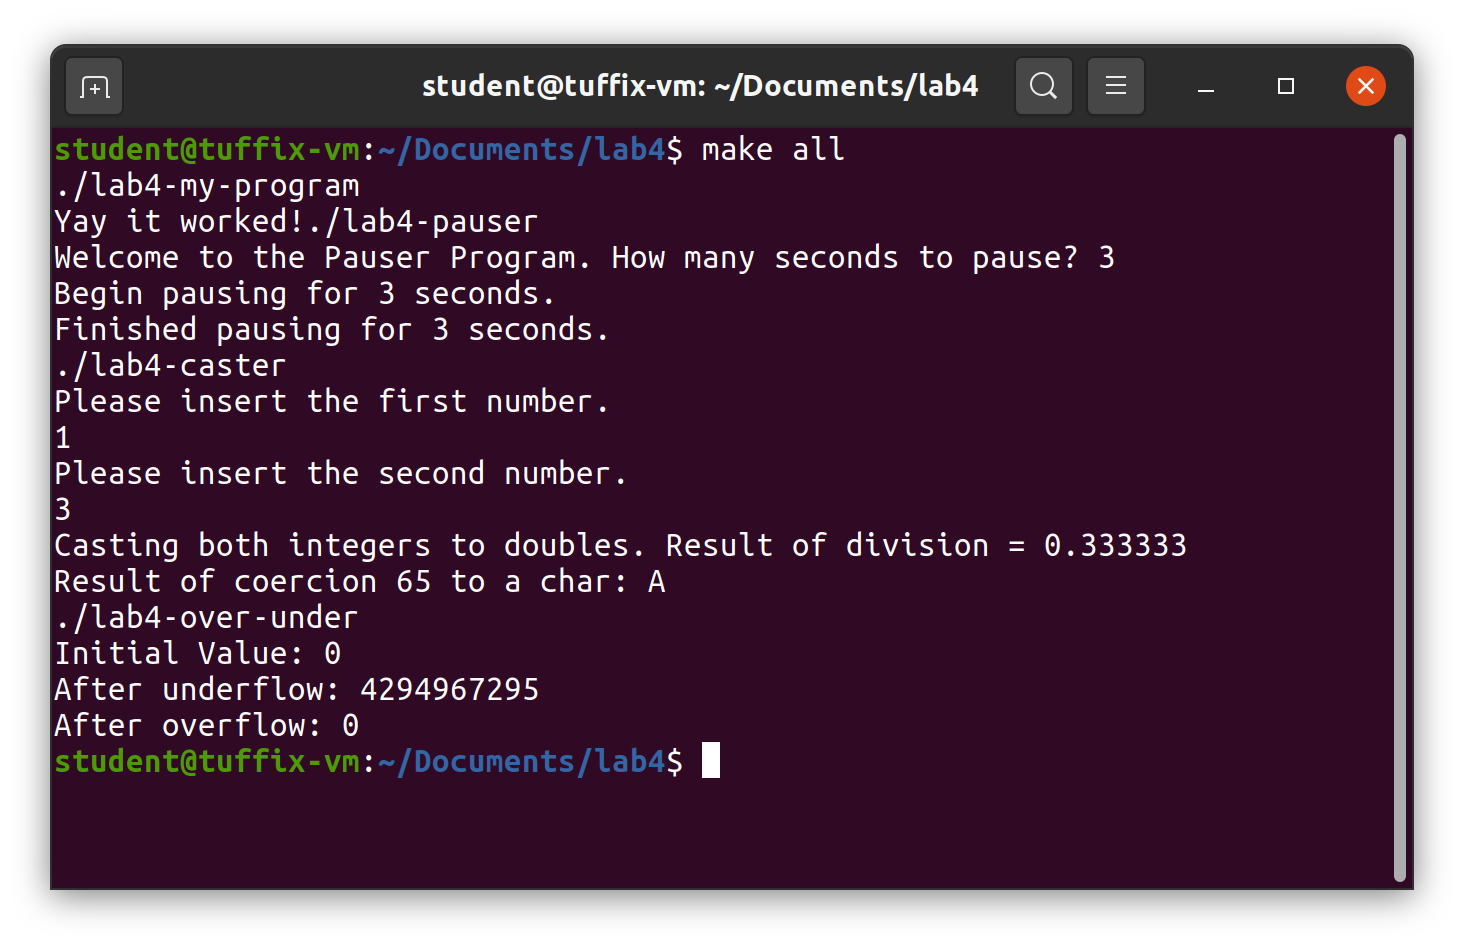 student@tuffix-vm: ~/Documents/lab4
student@tuffix-vm:~/Documents/lab4$ make all
./lab4-my-program
Yay it worked!./lab4-pauser
Welcome to the Pauser Program. How many seconds to pause? 3
Begin pausing for 3 seconds.
Finished pausing for 3 seconds.
./lab4-caster
Please insert the first number.
1
Please insert the second number.
3
Casting both integers to doubles. Result of division = 0.333333
Result of coercion 65 to a char: A
./lab4-over-under
Initial Value: 0
After underflow: 4294967295
After overflow: 0
student@tuffix-vm:~/Documents/lab4$